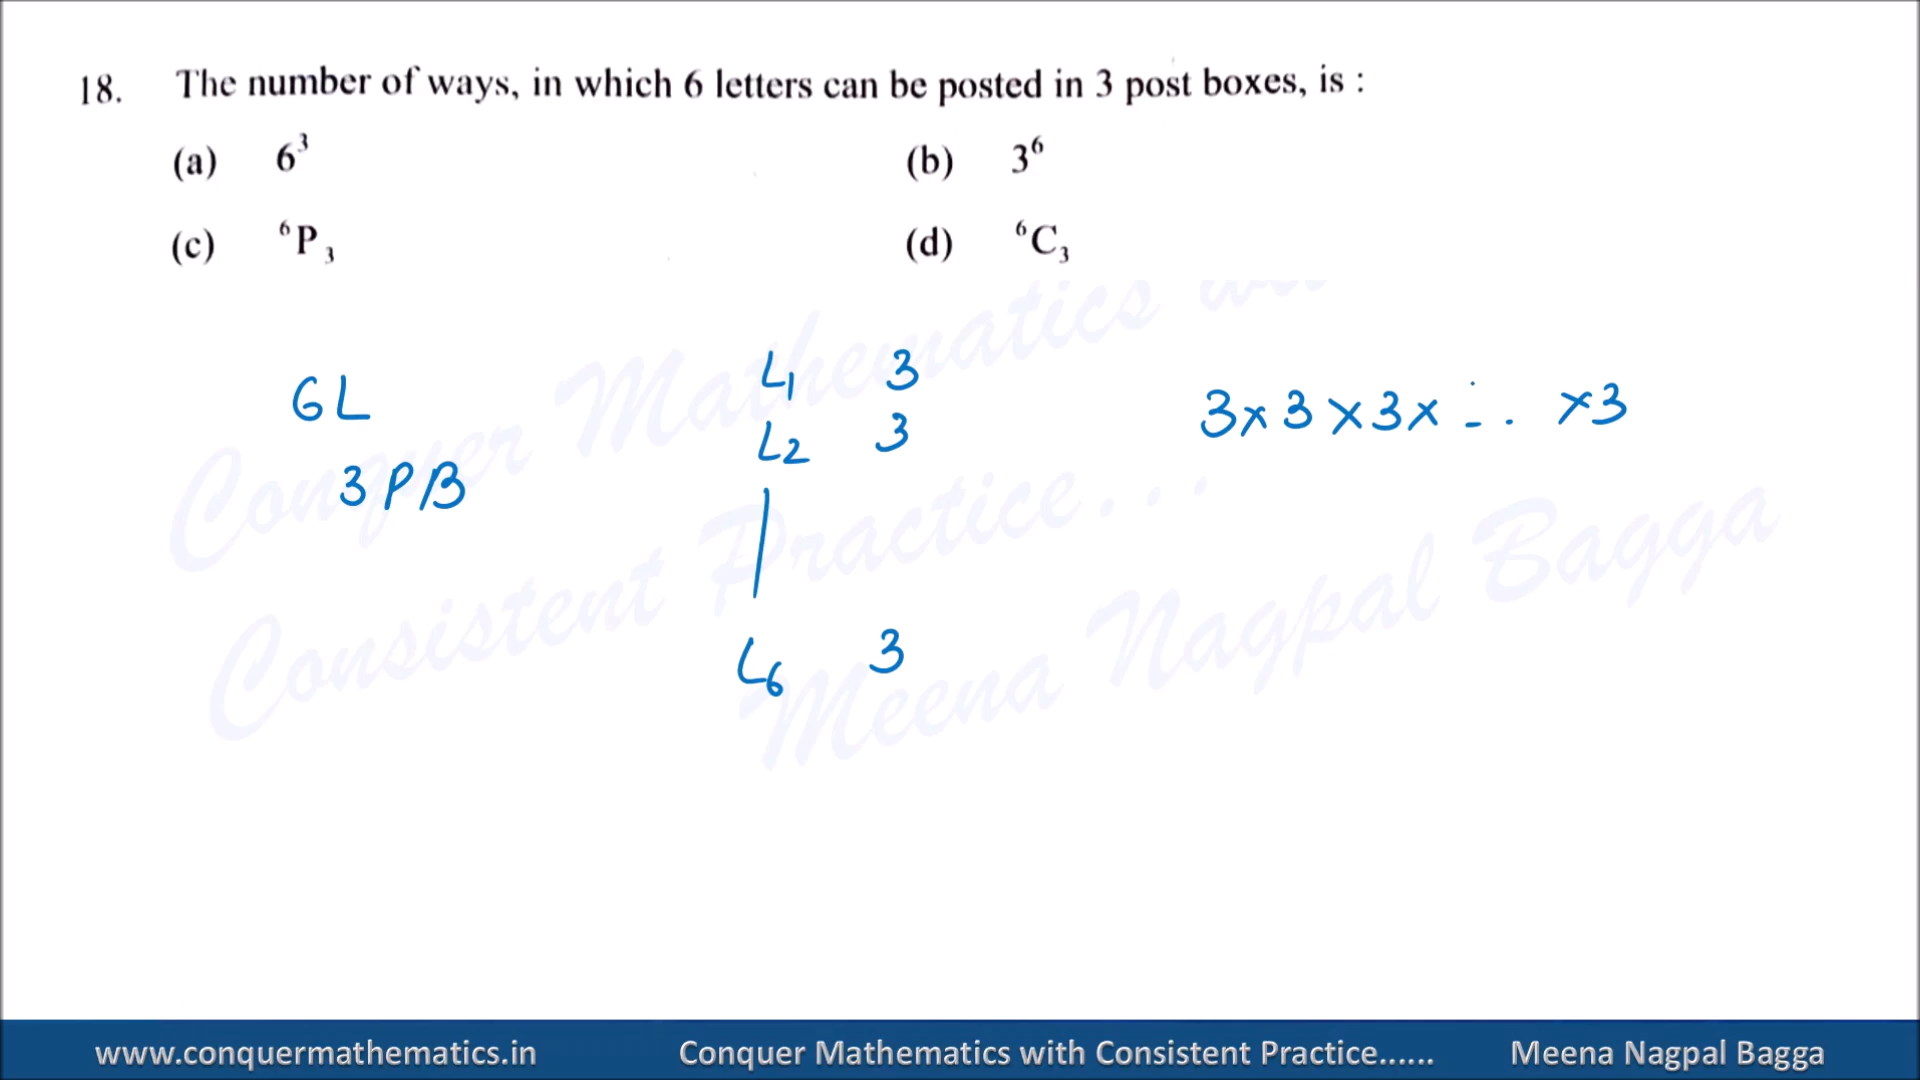 18. The number of ways, in which 6 letters can be posted in 3 post boxes, is :
(a) 6³ (b) 3⁶
(c) ⁶P₃ (d) ⁶C₃
6L
3PB
L₁ 3
L₂ 3
L₆ 3
3×3×3×... ×3
Conquer Mathematics with
Consistent Practice...
Meena Nagpal Bagga
www.conquermathematics.in Conquer Mathematics with Consistent Practice...... Meena Nagpal Bagga